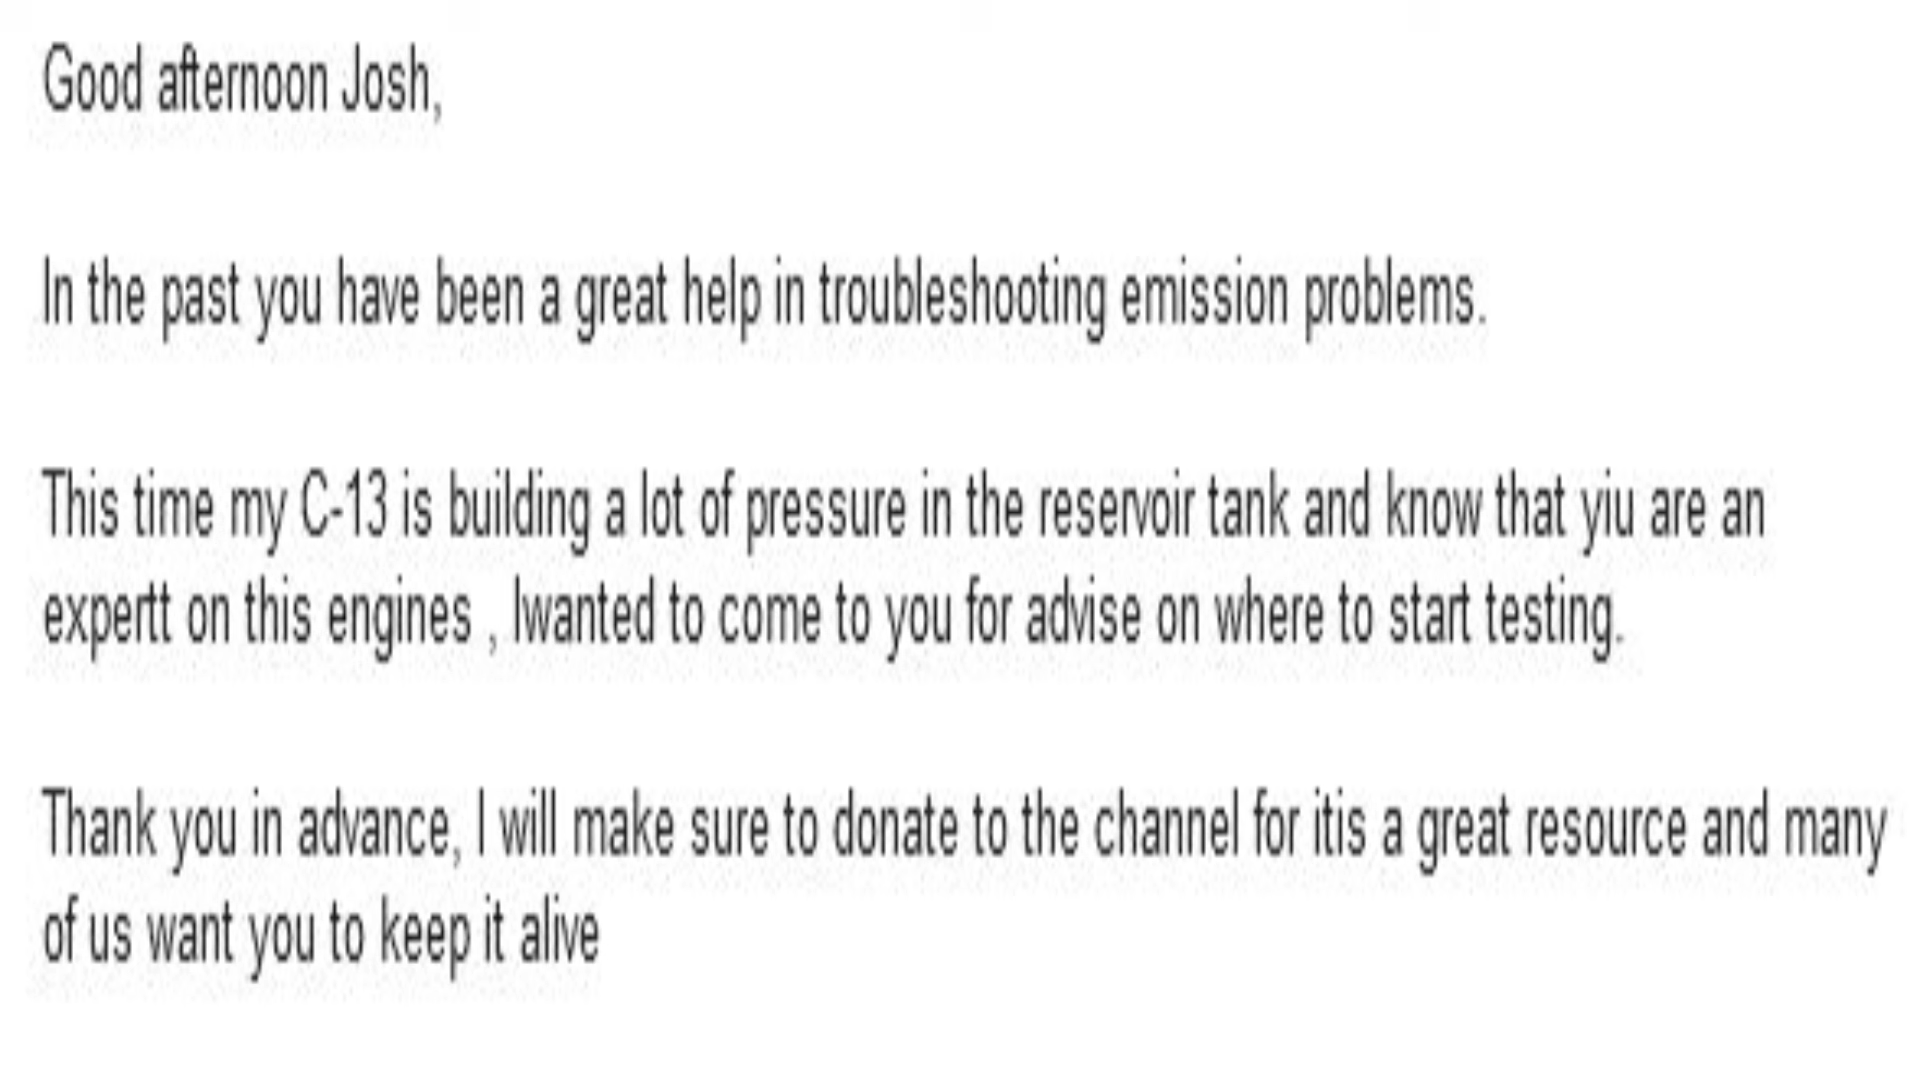 Good afternoon Josh,
In the past you have been a great help in troubleshooting emission problems.
This time my C-13 is building a lot of pressure in the reservoir tank and know that yiu are an
expertt on this engines , Iwanted to come to you for advise on where to start testing.
Thank you in advance, I will make sure to donate to the channel for itis a great resource and many
of us want you to keep it alive